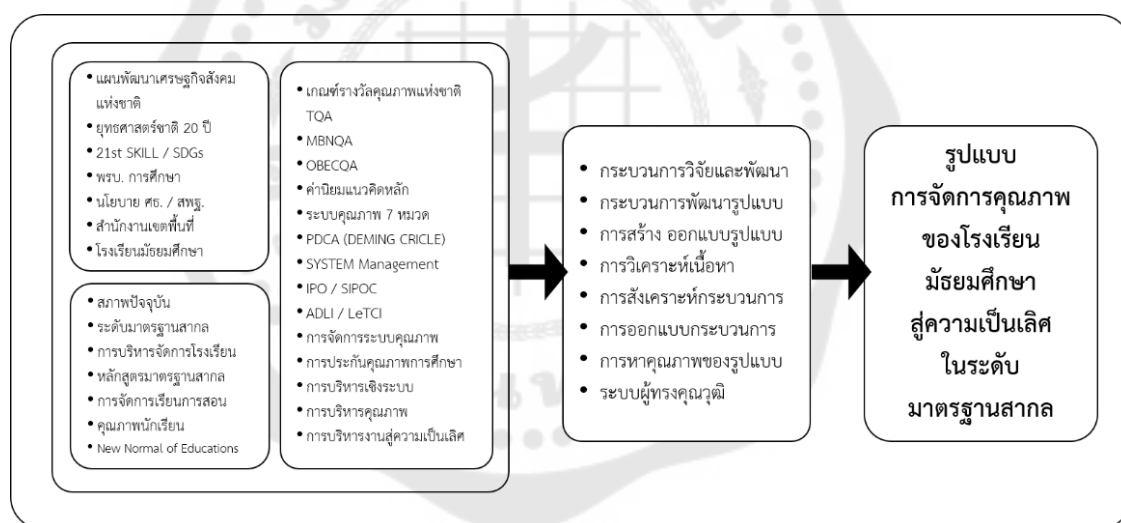 • แผนพัฒนาเศรษฐกิจสังคม
แห่งชาติ
• ยุทธศาสตร์ชาติ 20 ปี
• 21st SKILL / SDGs
• พรบ. การศึกษา
• นโยบาย ศธ. / สพฐ.
• สำนักงานเขตพื้นที่
• โรงเรียนมัธยมศึกษา
• สภาพปัจจุบัน
• ระดับมาตรฐานสากล
• การบริหารจัดการโรงเรียน
• หลักสูตรมาตรฐานสากล
• การจัดการเรียนการสอน
• คุณภาพนักเรียน
• New Normal of Educations
• เกณฑ์รางวัลคุณภาพแห่งชาติ
TQA
• MBNQA
• OBECQA
• ค่านิยมแนวคิดหลัก
• ระบบคุณภาพ 7 หมวด
• PDCA (DEMING CRICLE)
• SYSTEM Management
• IPO / SIPOC
• ADLI / LeTCI
• การจัดการระบบคุณภาพ
• การประกันคุณภาพการศึกษา
• การบริหารเชิงระบบ
• การบริหารคุณภาพ
• การบริหารงานสู่ความเป็นเลิศ
• กระบวนการวิจัยและพัฒนา
• กระบวนการพัฒนารูปแบบ
• การสร้าง ออกแบบรูปแบบ
• การวิเคราะห์เนื้อหา
• การสังเคราะห์กระบวนการ
• การออกแบบกระบวนการ
• การหาคุณภาพของรูปแบบ
• ระบบผู้ทรงคุณวุฒิ
รูปแบบ
การจัดการคุณภาพ
ของโรงเรียน
มัธยมศึกษา
สู่ความเป็นเลิศ
ในระดับ
มาตรฐานสากล